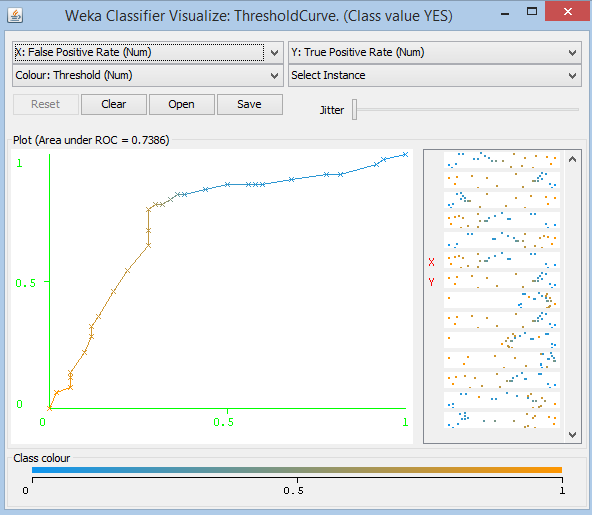 Weka Classifier Visualize: ThresholdCurve. (Class value YES)
X: False Positive Rate (Num) Y: True Positive Rate (Num)
Colour: Threshold (Num) Select Instance
Reset Clear Open Save Jitter
Plot (Area under ROC = 0.7386)
1
X
Y
0.5
0
0 0.5 1
Class colour
0 0.5 1